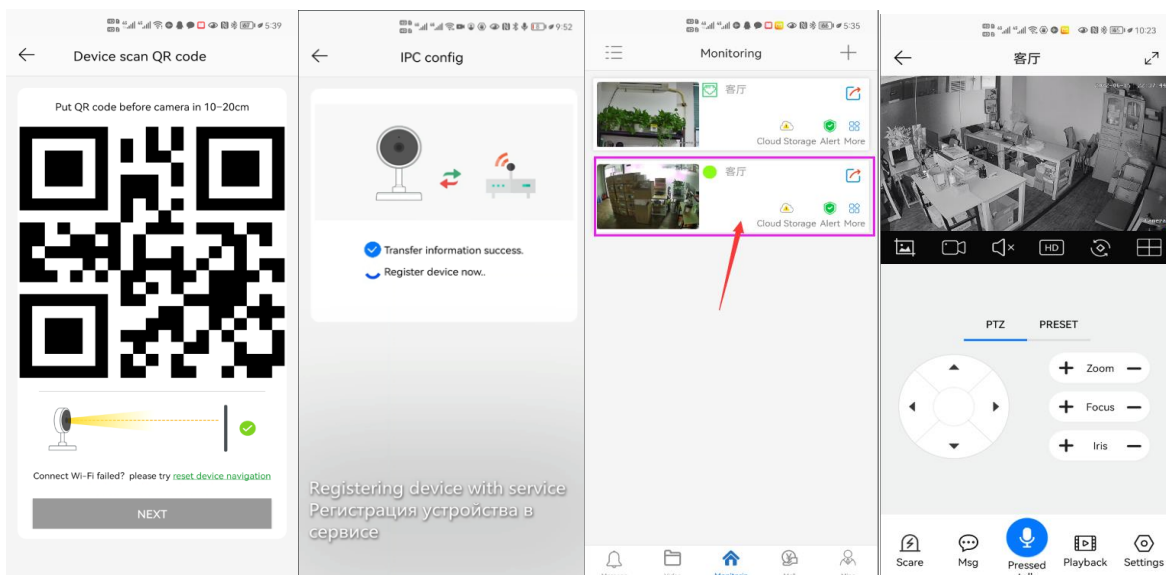 5:39
Device scan QR code
Put QR code before camera in 10-20cm
Connect Wi-Fi failed? please try reset device navigation
NEXT
9:52
IPC config
Transfer information success.
Register device now..
Registering device with service
Регистрация устройства в
сервисе
5:35
Monitoring
客厅
Cloud Storage Alert More
客厅
Cloud Storage Alert More
10:23
客厅
HD
PTZ PRESET
Zoom
Focus
Iris
Scare Msg Pressed Playback Settings